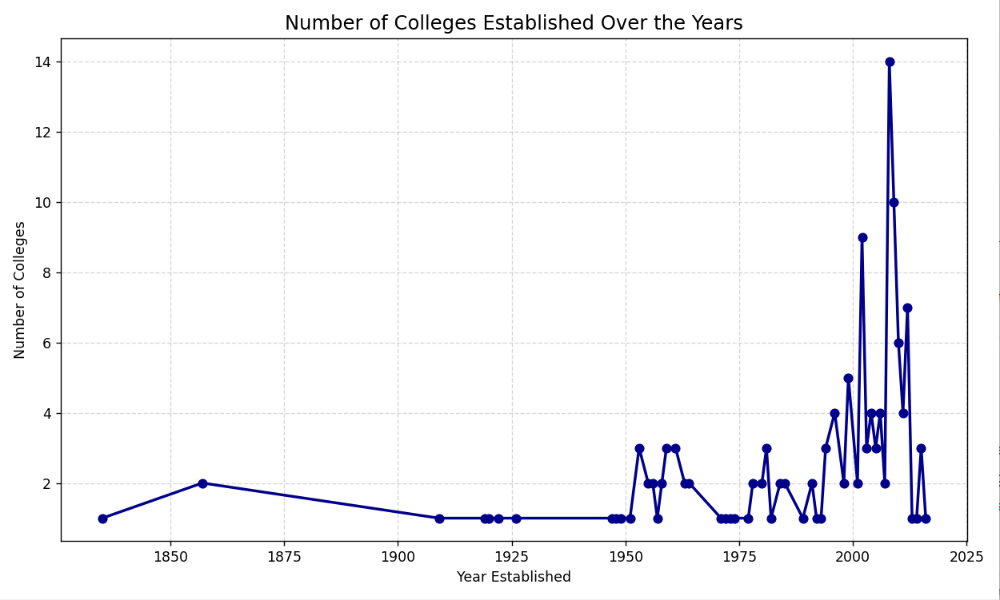 Number of Colleges Established Over the Years
14
12
10
8
6
4
2
Number of Colleges
1850 1875 1900 1925 1950 1975 2000 2025
Year Established